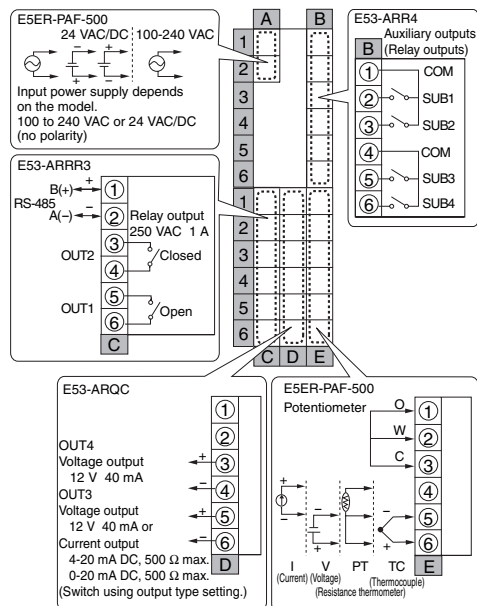 E5ER-PAF-500
24 VAC/DC 100-240 VAC
− − +
+ + −
Input power supply depends
on the model.
100 to 240 VAC or 24 VAC/DC
(no polarity)
A B
1
2
3
4
5
6
1
2
3
4
5
6
C D E
E53-ARR4
Auxiliary outputs
(Relay outputs)
B
① COM
② SUB1
③ SUB2
④ COM
⑤ SUB3
⑥ SUB4
E53-ARRR3
B(+) + ①
RS-485
A(−) − ②
Relay output
250 VAC 1 A
OUT2 ③ Closed
④
OUT1 ⑤ Open
⑥
C
E53-ARQC
①
②
OUT4
Voltage output + ③
12 V 40 mA − ④
OUT3
Voltage output + ⑤
12 V 40 mA or − ⑥
Current output
4-20 mA DC, 500 Ω max.
0-20 mA DC, 500 Ω max.
(Switch using output type setting.)
D
E5ER-PAF-500
Potentiometer O ①
W ②
C ③
④
+ − − ⑤
− + + ⑥
I V PT TC E
(Current) (Voltage) (Thermocouple)
(Resistance thermometer)